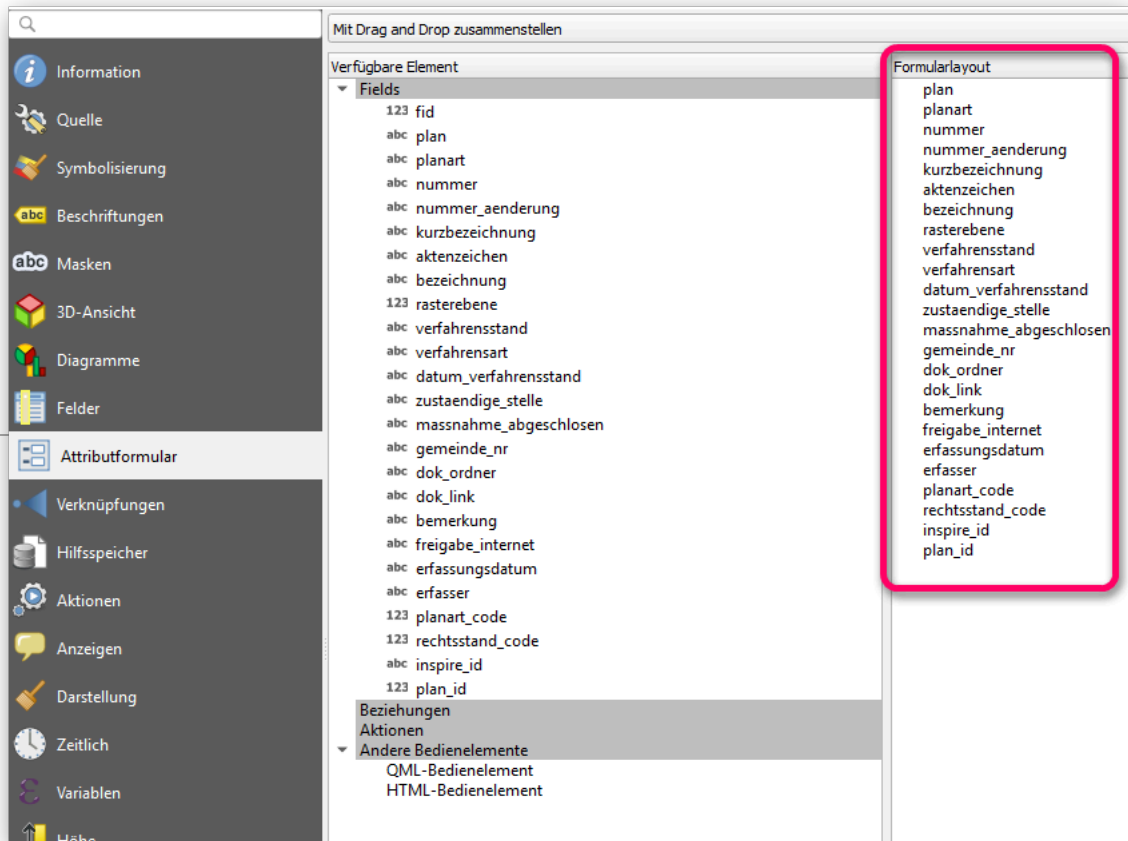 Information
Quelle
abc Beschriftungen
Symbolisierung
abc Masken
3D-Ansicht
Diagramme
Felder
Attributformular
Verknüpfungen
Hilfsspeicher
Aktionen
Anzeigen
Darstellung
Zeitlich
Variablen
Höhe
Mit Drag and Drop zusammenstellen
Verfügbare Element
Fields
123 fid
abc plan
abc planart
abc nummer
abc nummer_aenderung
abc kurzbezeichnung
abc aktenzeichen
abc bezeichnung
123 rasterebene
abc verfahrensstand
abc verfahrensart
abc datum_verfahrensstand
abc zustaendige_stelle
abc massnahme_abgeschlosen
abc gemeinde_nr
abc dok_ordner
abc dok_link
abc bemerkung
abc freigabe_internet
abc erfassungsdatum
abc erfasser
123 planart_code
123 rechtsstand_code
abc inspire_id
123 plan_id
Beziehungen
Aktionen
Andere Bedienelemente
QML-Bedienelement
HTML-Bedienelement
Formularlayout
plan
planart
nummer
nummer_aenderung
kurzbezeichnung
aktenzeichen
bezeichnung
rasterebene
verfahrensstand
verfahrensart
datum_verfahrensstand
zustaendige_stelle
massnahme_abgeschlosen
gemeinde_nr
dok_ordner
dok_link
bemerkung
freigabe_internet
erfassungsdatum
erfasser
planart_code
rechtsstand_code
inspire_id
plan_id